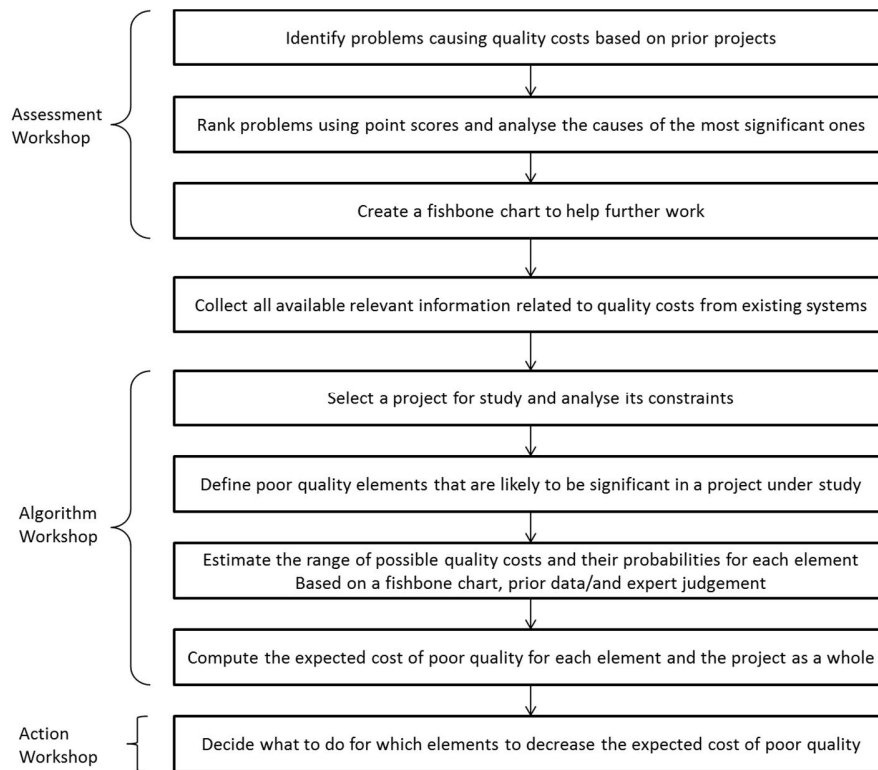 Identify problems causing quality costs based on prior projects
Assessment
Workshop
Rank problems using point scores and analyse the causes of the most significant ones
Create a fishbone chart to help further work
Collect all available relevant information related to quality costs from existing systems
Select a project for study and analyse its constraints
Define poor quality elements that are likely to be significant in a project under study
Algorithm
Workshop
Estimate the range of possible quality costs and their probabilities for each element
Based on a fishbone chart, prior data/and expert judgement
Compute the expected cost of poor quality for each element and the project as a whole
Action
Workshop
Decide what to do for which elements to decrease the expected cost of poor quality